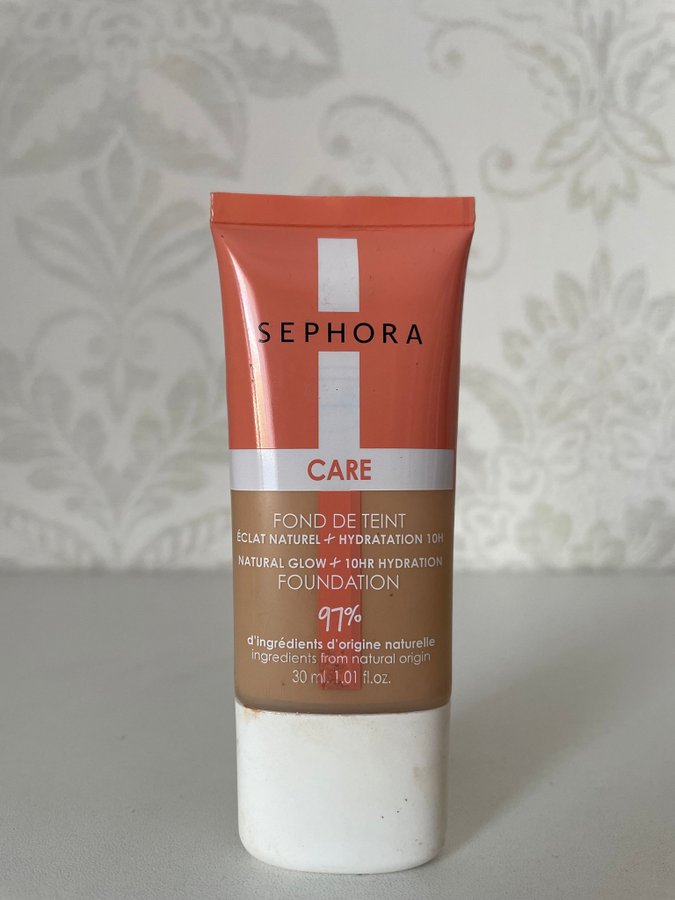 SEPHORA
CARE
FOND DE TEINT
ÉCLAT NATUREL + HYDRATATION 10H
NATURAL GLOW + 10HR HYDRATION
FOUNDATION
97%
d'ingrédients d'origine naturelle
ingredients from natural origin
30 ml. 1.01 fl.oz.